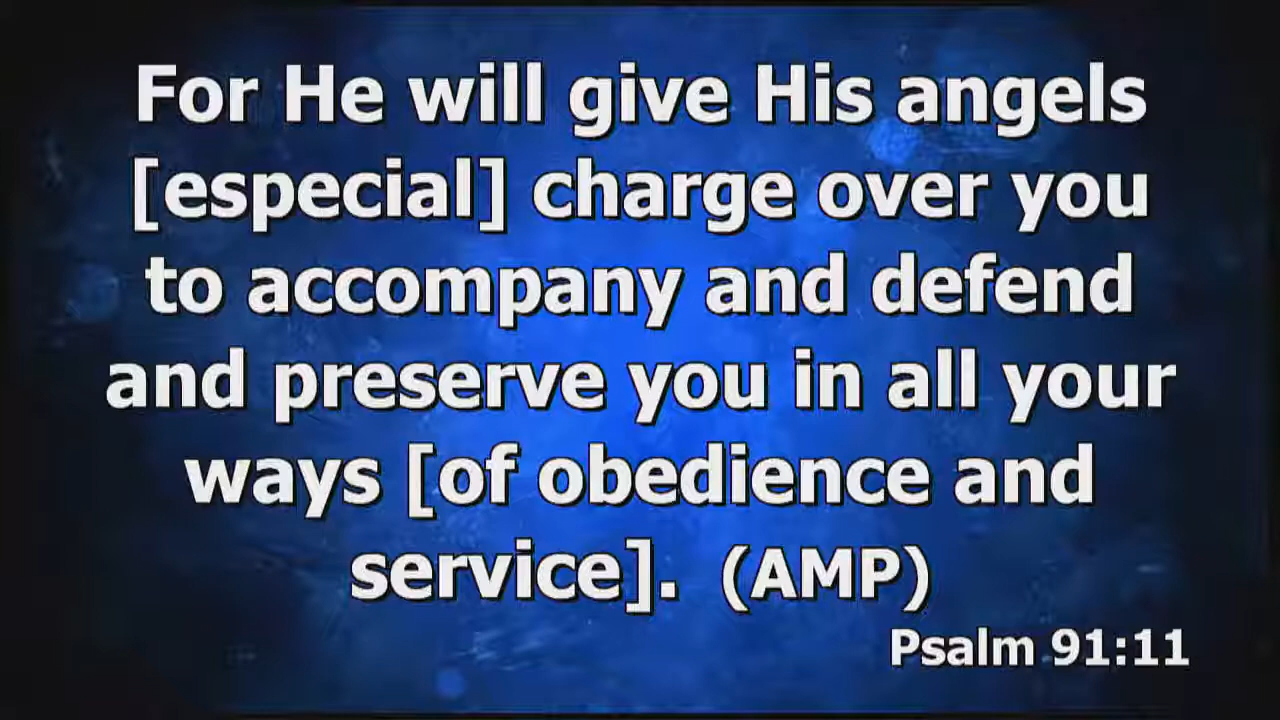 For He will give His angels
[especial] charge over you
to accompany and defend
and preserve you in all your
ways [of obedience and
service].  (AMP)
Psalm 91:11